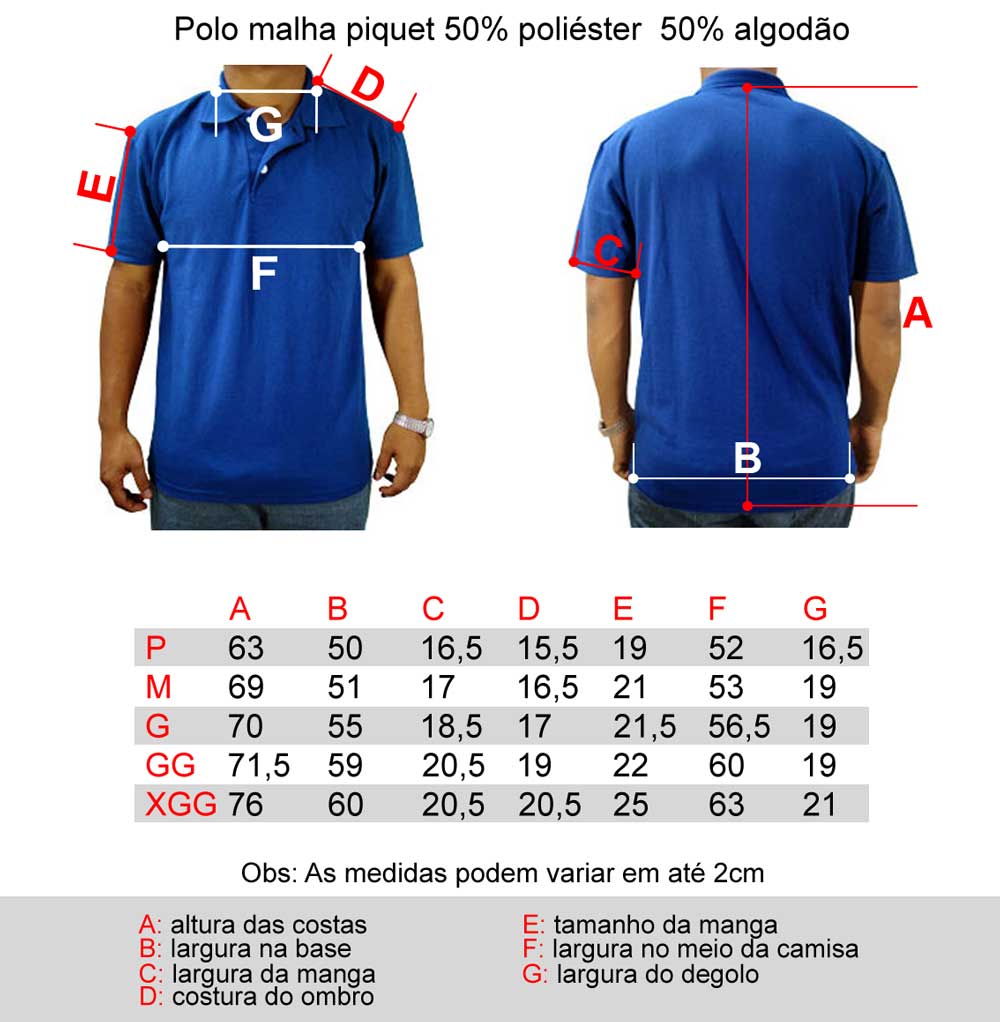 Polo malha piquet 50% poliéster 50% algodão
D
G
E
F
C
A
B
A B C D E F G
P 63 50 16,5 15,5 19 52 16,5
M 69 51 17 16,5 21 53 19
G 70 55 18,5 17 21,5 56,5 19
GG 71,5 59 20,5 19 22 60 19
XGG 76 60 20,5 20,5 25 63 21
Obs: As medidas podem variar em até 2cm
A: altura das costas
B: largura na base
C: largura da manga
D: costura do ombro
E: tamanho da manga
F: largura no meio da camisa
G: largura do degolo